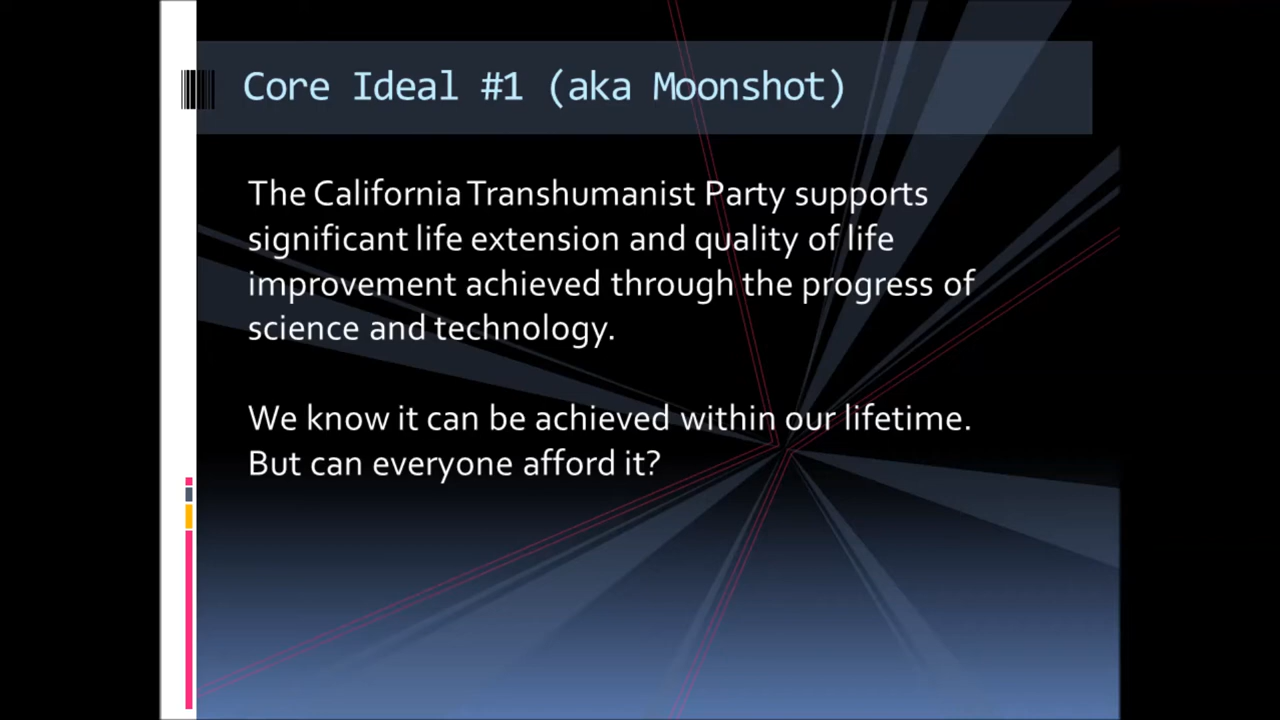 Core Ideal #1 (aka Moonshot)
The California Transhumanist Party supports
significant life extension and quality of life
improvement achieved through the progress of
science and technology.
We know it can be achieved within our lifetime.
But can everyone afford it?